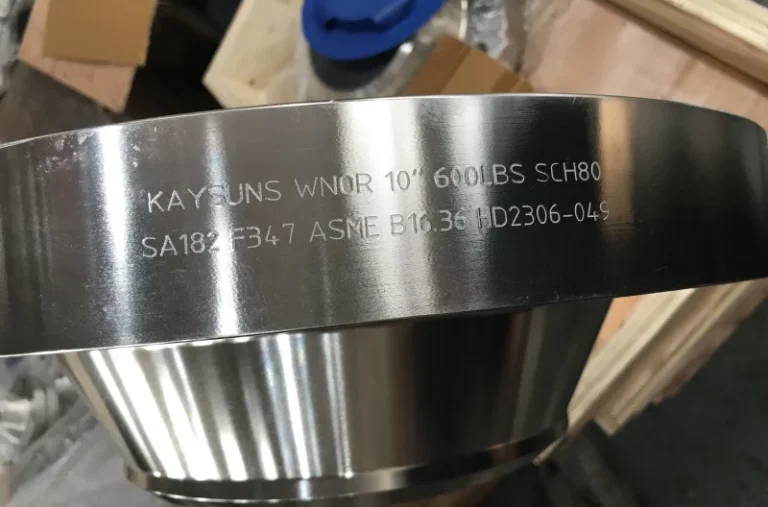 KAYSUNS WNOR 10" 600LBS SCH80
SA182 F347 ASME B16.36 HD2306-049